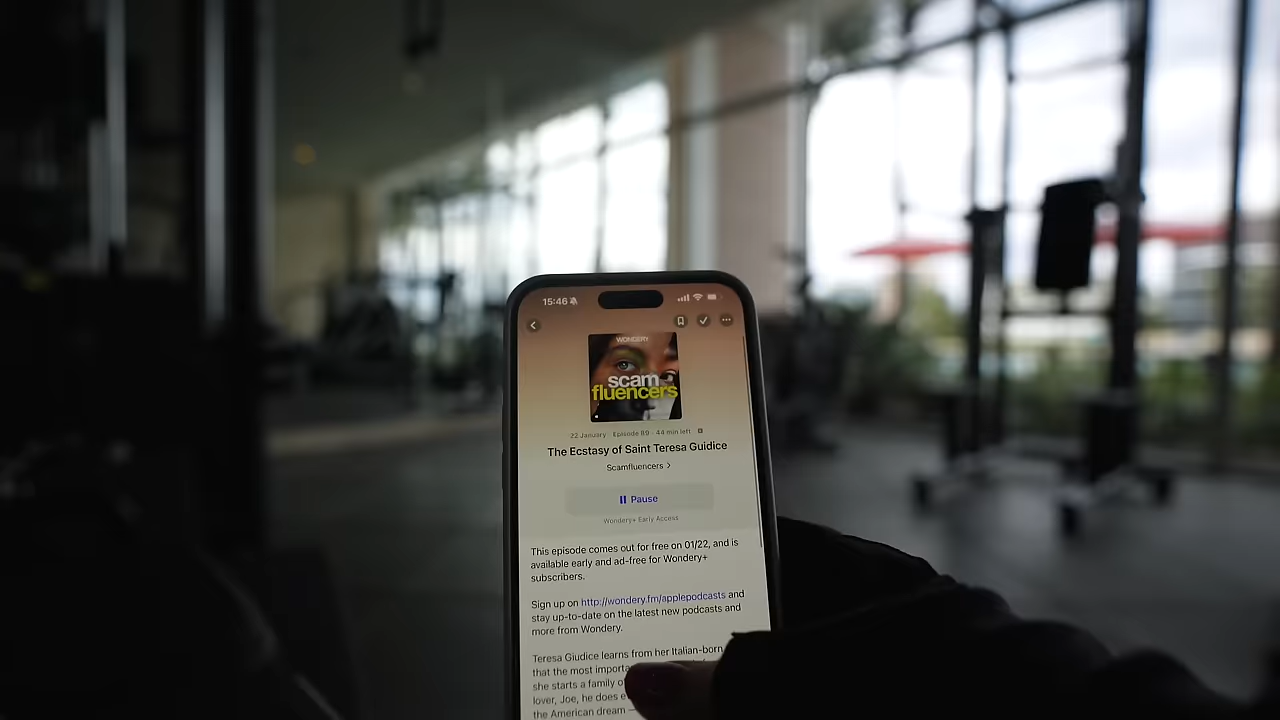 15:46
WONDERY
scam
fluencers
22 January · Episode 89 · 44 min left
The Ecstasy of Saint Teresa Guidice
Scamfluencers >
Pause
Wondery+ Early Access
This episode comes out for free on 01/22, and is
available early and ad-free for Wondery+
subscribers.
Sign up on http://wondery.fm/applepodcasts and
stay up-to-date on the latest new podcasts and
more from Wondery.
Teresa Giudice learns from her Italian-born
that the most
she starts a family
lover, Joe, he does
the American dream —